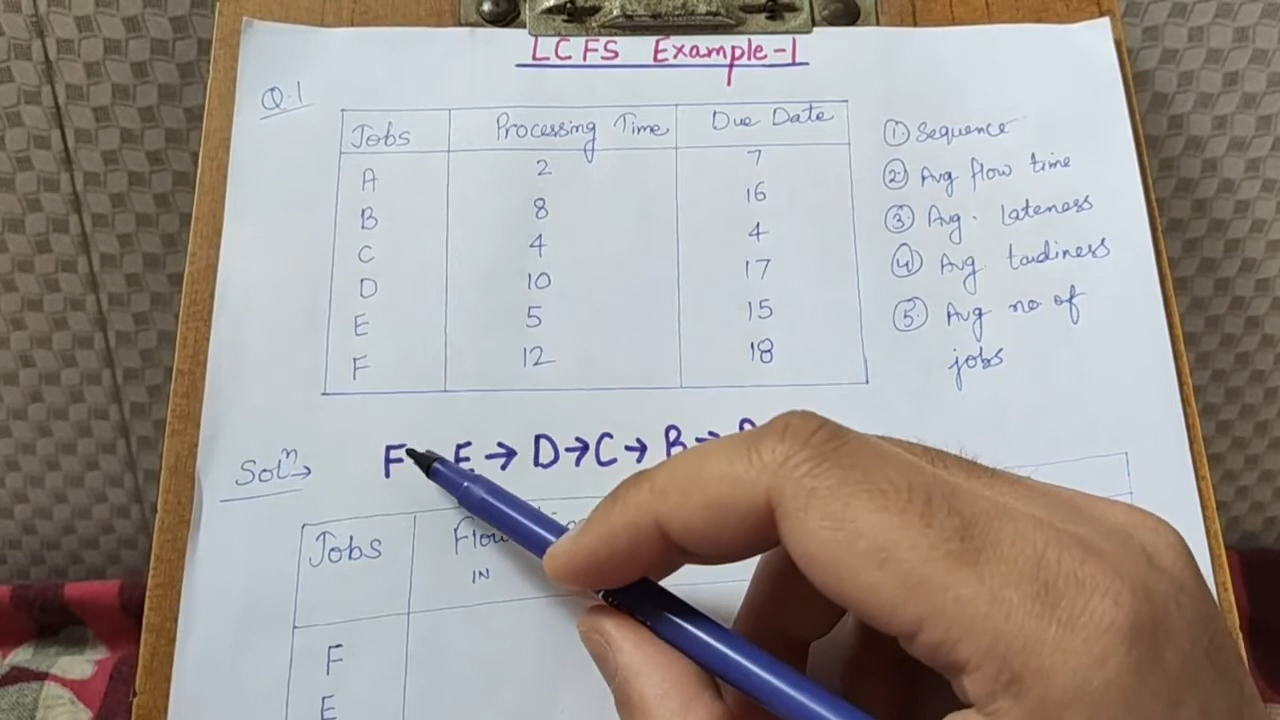 LCFS Example-1
Q.1
Jobs Processing Time Due Date
A 2 7
B 8 16
C 4 4
D 10 17
E 5 15
F 12 18
① Sequence
② Avg flow time
③ Avg. lateness
④ Avg tardiness
⑤ Avg no of
jobs
Solⁿ→ F E → D → C → B →
Jobs
IN
F
E